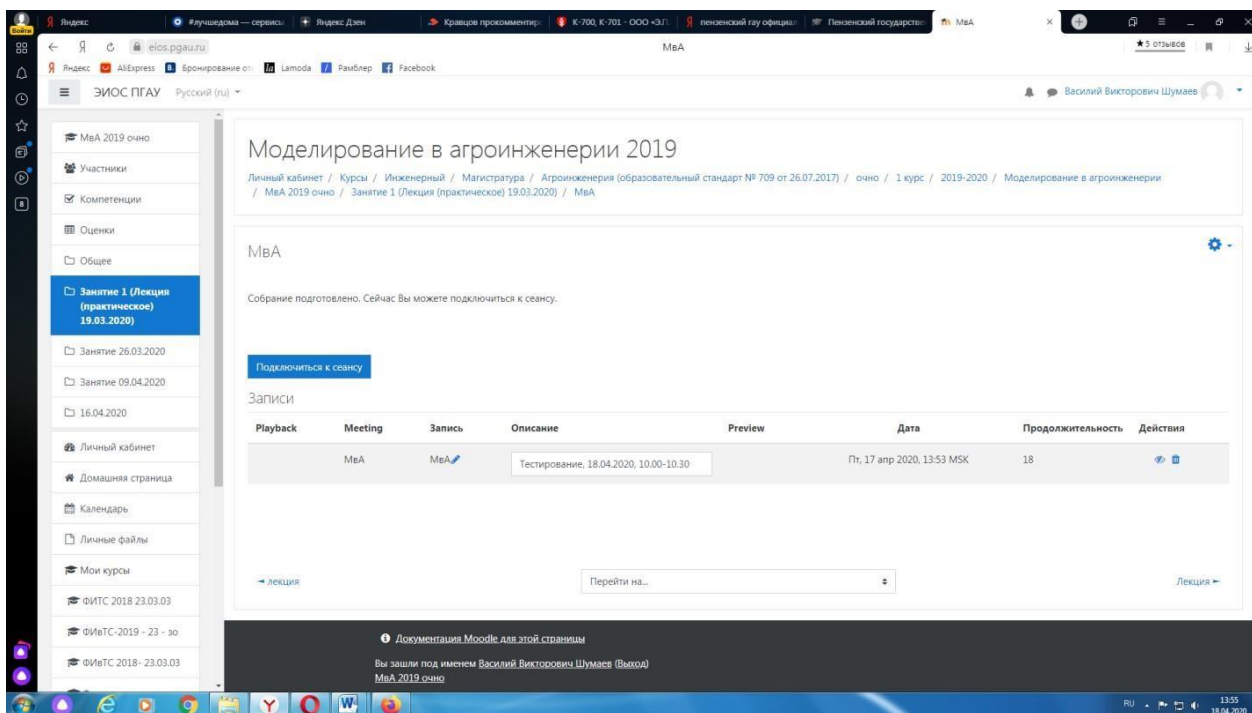 Яндекс
#лучшедома — сервисы
Яндекс Дзен
Кравцов прокомментиро
К-700, К-701 - ООО «З.Г
пензенский гау официал
Пензенский государстве
МвА
Войти
eios.pgau.ru
МвА
★5 отзывов
Яндекс
AliExpress
Бронирование от
Lamoda
Рамблер
Facebook
ЭИОС ПГАУ
Русский (ru)
Василий Викторович Шумаев
МвА 2019 очно
Участники
Компетенции
Оценки
Общее
Занятие 1 (Лекция
(практическое)
19.03.2020)
Занятие 26.03.2020
Занятие 09.04.2020
16.04.2020
Личный кабинет
Домашняя страница
Календарь
Личные файлы
Мои курсы
ФИТС 2018 23.03.03
ФИвТС-2019 - 23 - зо
ФИвТС 2018- 23.03.03
Моделирование в агроинженерии 2019
Личный кабинет / Курсы / Инженерный / Магистратура / Агроинженерия (образовательный стандарт № 709 от 26.07.2017) / очно / 1 курс / 2019-2020 / Моделирование в агроинженерии
/ МвА 2019 очно / Занятие 1 (Лекция (практическое) 19.03.2020) / МвА
МвА
Собрание подготовлено. Сейчас Вы можете подключиться к сеансу.
Подключиться к сеансу
Записи
Playback Meeting Запись Описание Preview Дата Продолжительность Действия
МвА МвА Тестирование, 18.04.2020, 10.00-10.30 Пт, 17 апр 2020, 13:53 MSK 18
◄ лекция
Перейти на...
Лекция ►
Документация Moodle для этой страницы
Вы зашли под именем Василий Викторович Шумаев (Выход)
МвА 2019 очно
RU
13:55
18.04.2020